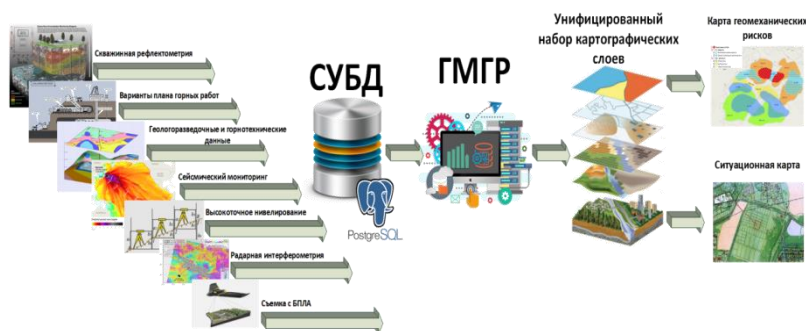 Скважинная рефлектометрия
Варианты плана горных работ
Геологоразведочные и горнотехнические
данные
Сейсмический мониторинг
Высокоточное нивелирование
Радарная интерферометрия
Съемка с БПЛА
СУБД
PostgreSQL
ГМГР
Унифицированный
набор картографических
слоев
Карта геомеханических
рисков
Ситуационная карта